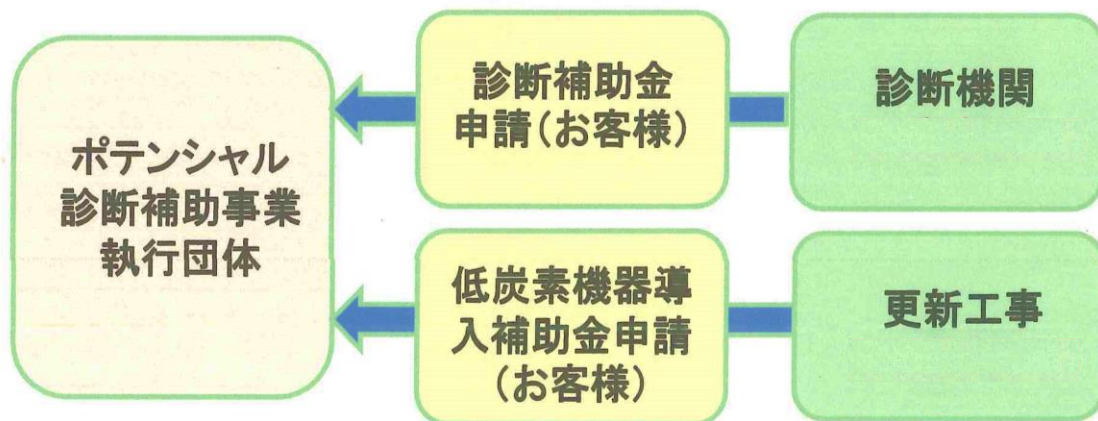 ポテンシャル
診断補助事業
執行団体
診断補助金
申請(お客様)
診断機関
低炭素機器導
入補助金申請
(お客様)
更新工事